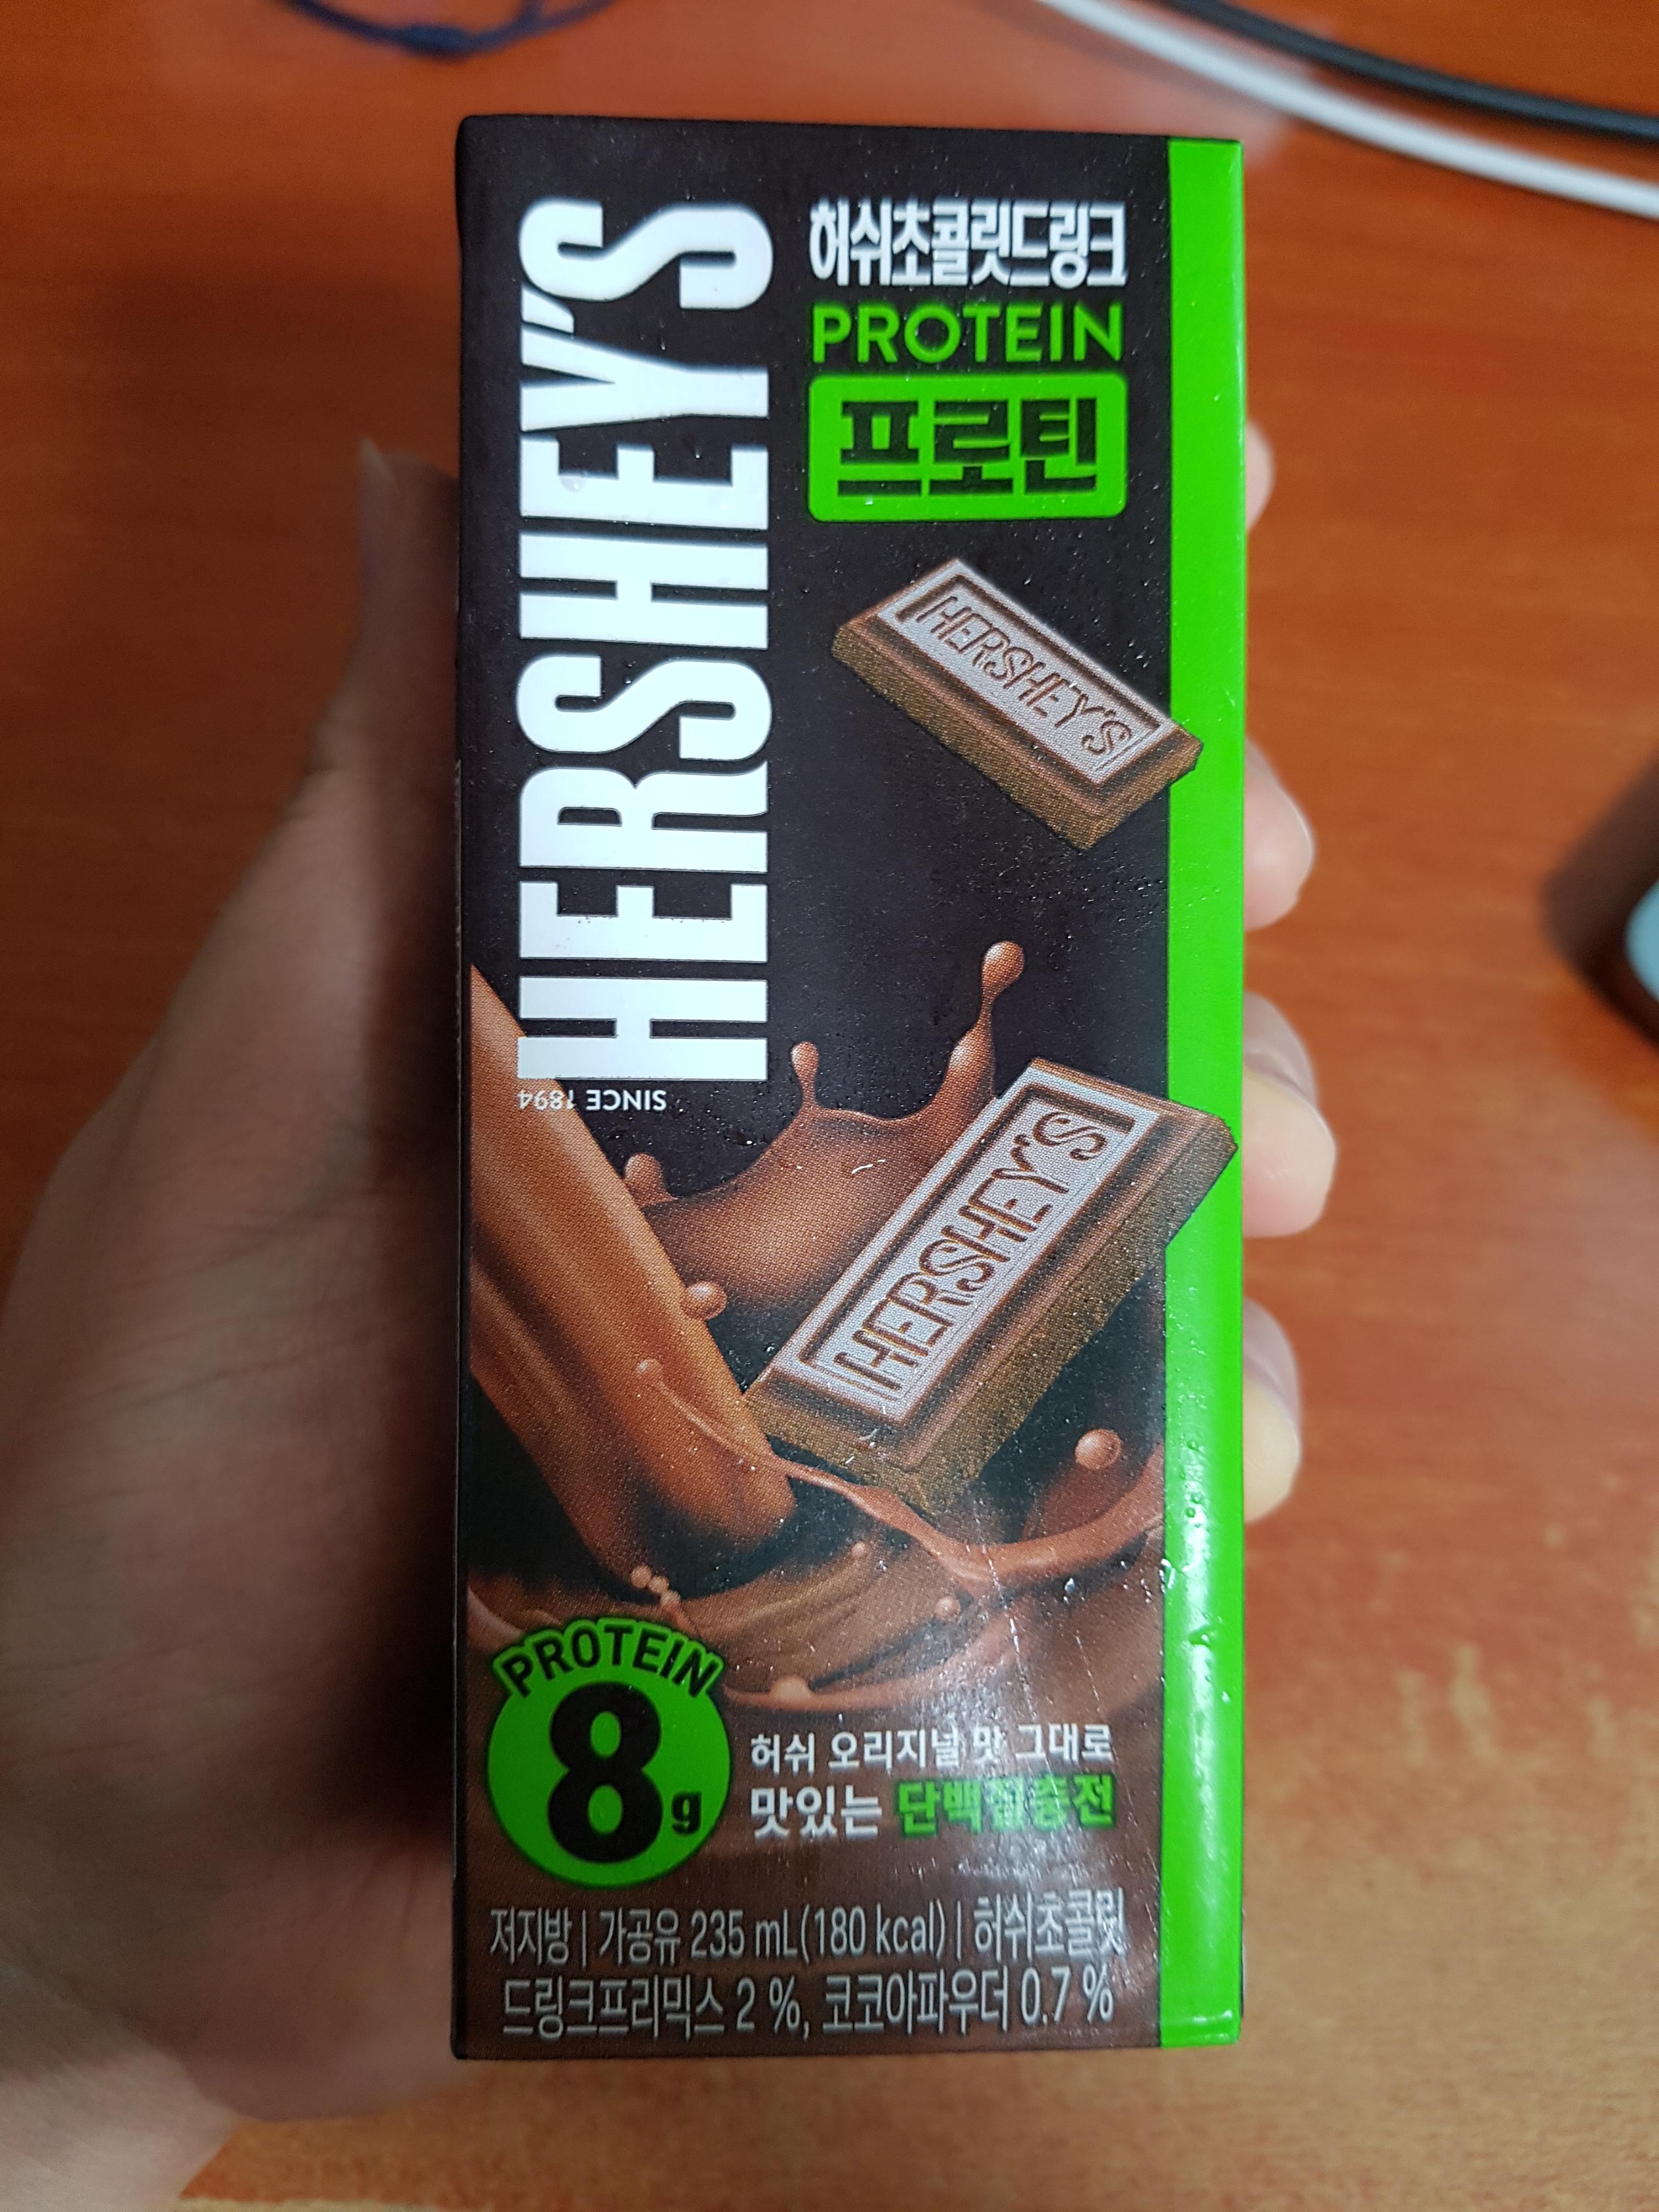 HERSHEY'S
SINCE 1894
허쉬초콜릿드링크
PROTEIN
프로틴
HERSHEY'S
HERSHEY'S
PROTEIN
8g
허쉬 오리지널 맛 그대로
맛있는 단백질충전
저지방 | 가공유 235 mL(180 kcal) | 허쉬초콜릿
드링크프리믹스 2 %, 코코아파우더 0.7 %